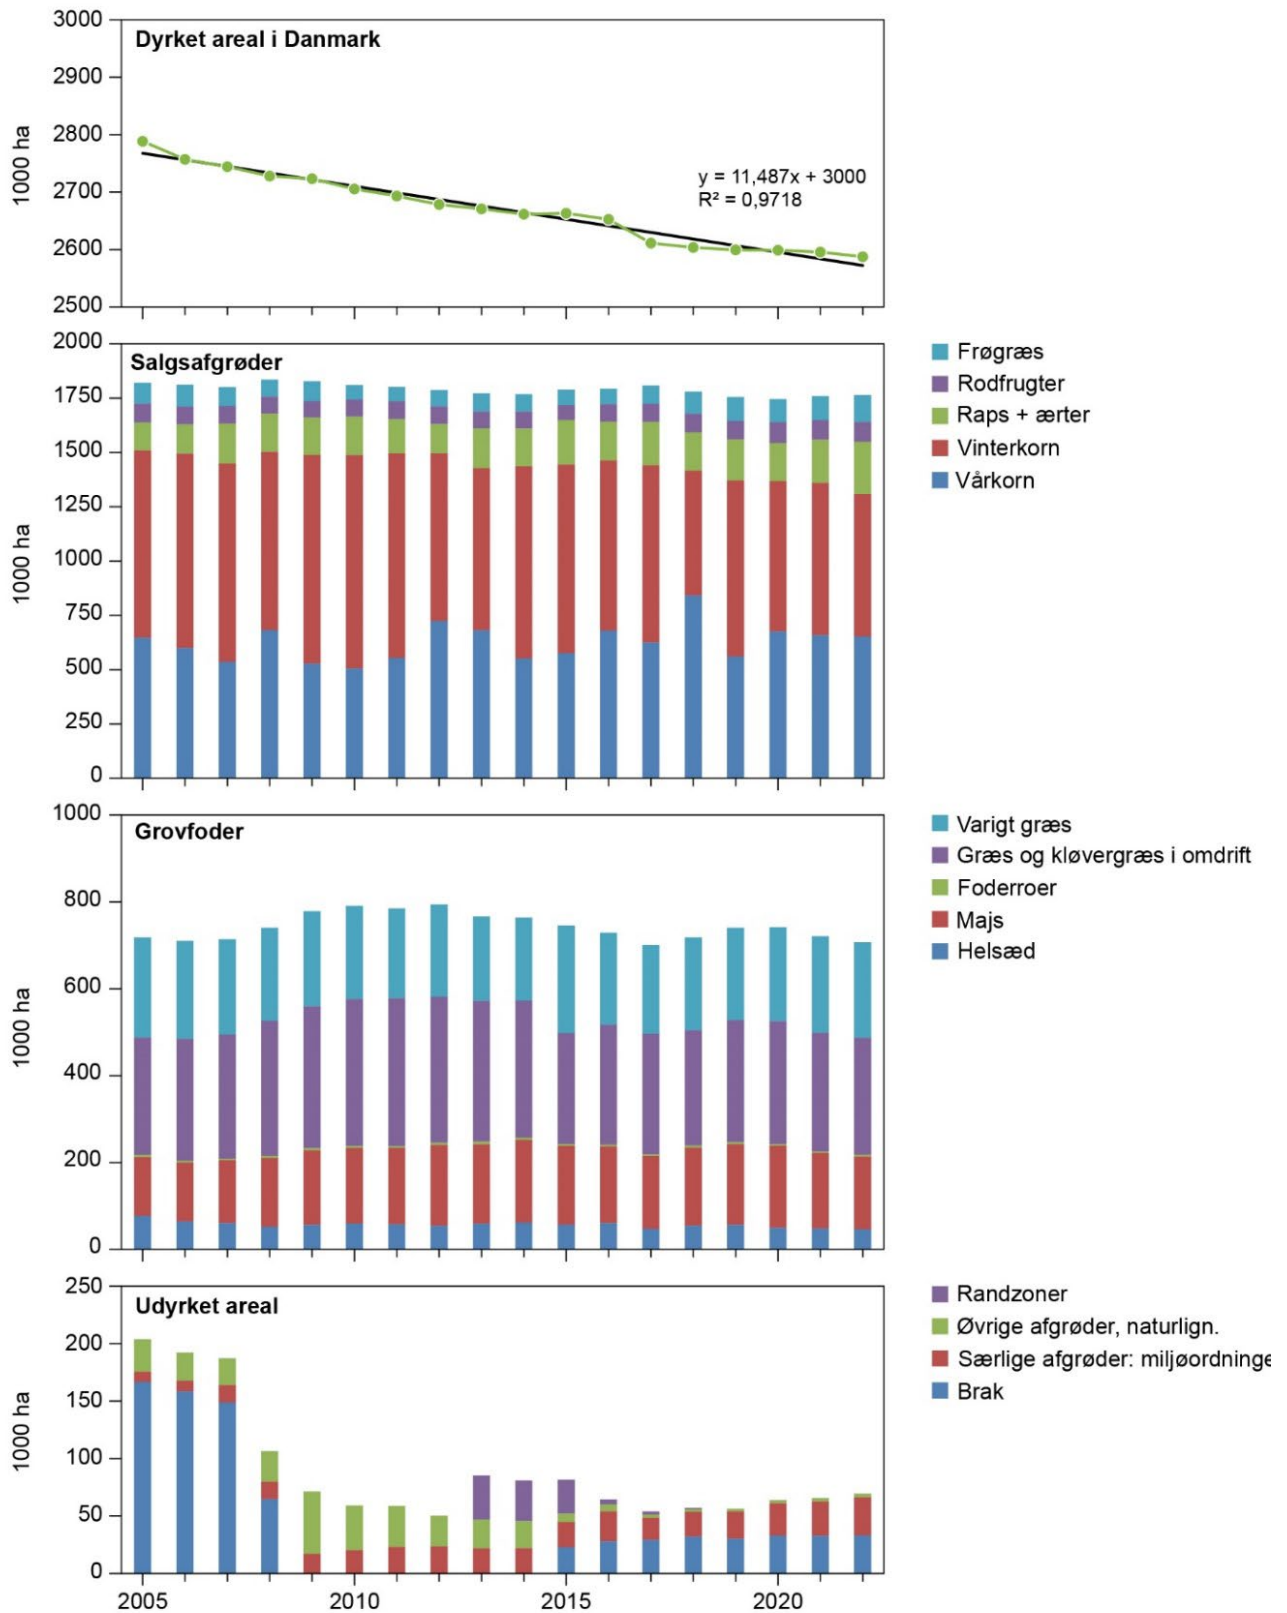 Dyrket areal i Danmark
3000
2900
2800
2700
2600
2500
1000 ha
y = 11,487x + 3000
R² = 0,9718
Salgsafgrøder
2000
1750
1500
1250
1000
750
500
250
0
1000 ha
Frøgræs
Rodfrugter
Raps + ærter
Vinterkorn
Vårkorn
Grovfoder
1000
800
600
400
200
0
1000 ha
Varigt græs
Græs og kløvergræs i omdrift
Foderroer
Majs
Helsæd
Udyrket areal
250
200
150
100
50
0
1000 ha
Randzoner
Øvrige afgrøder, naturlign.
Særlige afgrøder: miljøordninge
Brak
2005
2010
2015
2020